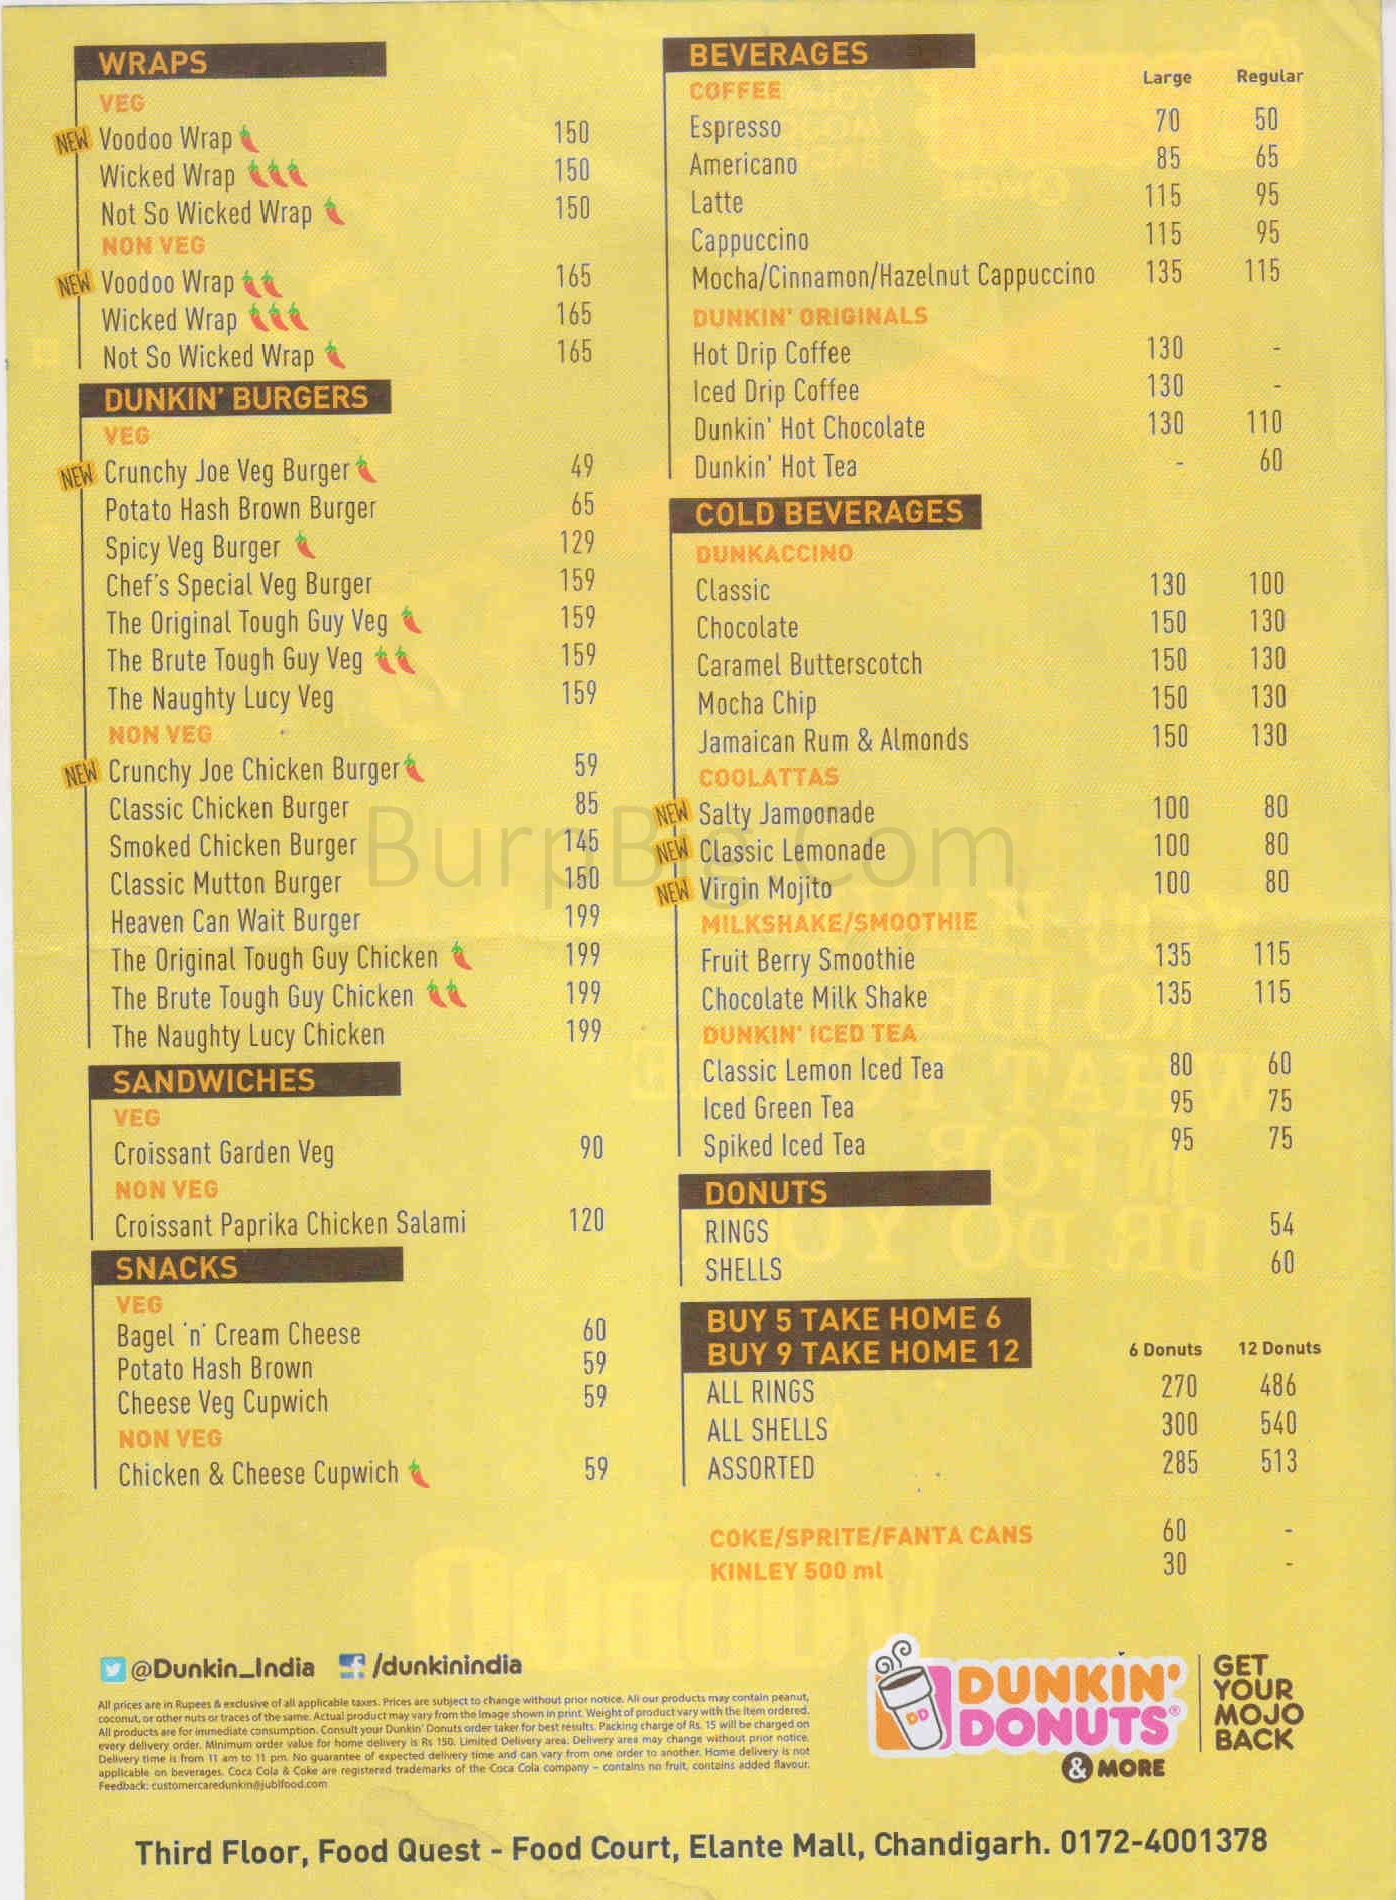 WRAPS
VEG
NEW Voodoo Wrap 150
Wicked Wrap 150
Not So Wicked Wrap 150
NON VEG
NEW Voodoo Wrap 165
Wicked Wrap 165
Not So Wicked Wrap 165
DUNKIN' BURGERS
VEG
NEW Crunchy Joe Veg Burger 49
Potato Hash Brown Burger 65
Spicy Veg Burger 129
Chef's Special Veg Burger 159
The Original Tough Guy Veg 159
The Brute Tough Guy Veg 159
The Naughty Lucy Veg 159
NON VEG
NEW Crunchy Joe Chicken Burger 59
Classic Chicken Burger 85
Smoked Chicken Burger 145
Classic Mutton Burger 150
Heaven Can Wait Burger 199
The Original Tough Guy Chicken 199
The Brute Tough Guy Chicken 199
The Naughty Lucy Chicken 199
SANDWICHES
VEG
Croissant Garden Veg 90
NON VEG
Croissant Paprika Chicken Salami 120
SNACKS
VEG
Bagel 'n' Cream Cheese 60
Potato Hash Brown 59
Cheese Veg Cupwich 59
NON VEG
Chicken & Cheese Cupwich 59
BEVERAGES
COFFEE Large Regular
Espresso 70 50
Americano 85 65
Latte 115 95
Cappuccino 115 95
Mocha/Cinnamon/Hazelnut Cappuccino 135 115
DUNKIN' ORIGINALS
Hot Drip Coffee 130 -
Iced Drip Coffee 130 -
Dunkin' Hot Chocolate 130 110
Dunkin' Hot Tea - 60
COLD BEVERAGES
DUNKACCINO
Classic 130 100
Chocolate 150 130
Caramel Butterscotch 150 130
Mocha Chip 150 130
Jamaican Rum & Almonds 150 130
COOLATTAS
NEW Salty Jamoonade 100 80
NEW Classic Lemonade 100 80
NEW Virgin Mojito 100 80
MILKSHAKE/SMOOTHIE
Fruit Berry Smoothie 135 115
Chocolate Milk Shake 135 115
DUNKIN' ICED TEA
Classic Lemon Iced Tea 80 60
Iced Green Tea 95 75
Spiked Iced Tea 95 75
DONUTS
RINGS 54
SHELLS 60
BUY 5 TAKE HOME 6
BUY 9 TAKE HOME 12 6 Donuts 12 Donuts
ALL RINGS 270 486
ALL SHELLS 300 540
ASSORTED 285 513
COKE/SPRITE/FANTA CANS 60 -
KINLEY 500 ml 30 -
BurpBig.Com
@Dunkin_India /dunkinindia
All prices are in Rupees & exclusive of all applicable taxes. Prices are subject to change without prior notice. All our products may contain peanut,
coconut, or other nuts or traces of the same. Actual product may vary from the image shown in print. Weight of product vary with the item ordered.
All products are for immediate consumption. Consult your Dunkin' Donuts order taker for best results. Packing charge of Rs. 15 will be charged on
every delivery order. Minimum order value for home delivery is Rs 150. Limited Delivery area. Delivery area may change without prior notice.
Delivery time is from 11 am to 11 pm. No guarantee of expected delivery time and can vary from one order to another. Home delivery is not
applicable on beverages. Coca Cola & Coke are registered trademarks of the Coca Cola company – contains no fruit, contains added flavour.
Feedback: customercaredunkin@jublfood.com
DD
DUNKIN'
DONUTS®
& MORE
GET
YOUR
MOJO
BACK
Third Floor, Food Quest - Food Court, Elante Mall, Chandigarh. 0172-4001378